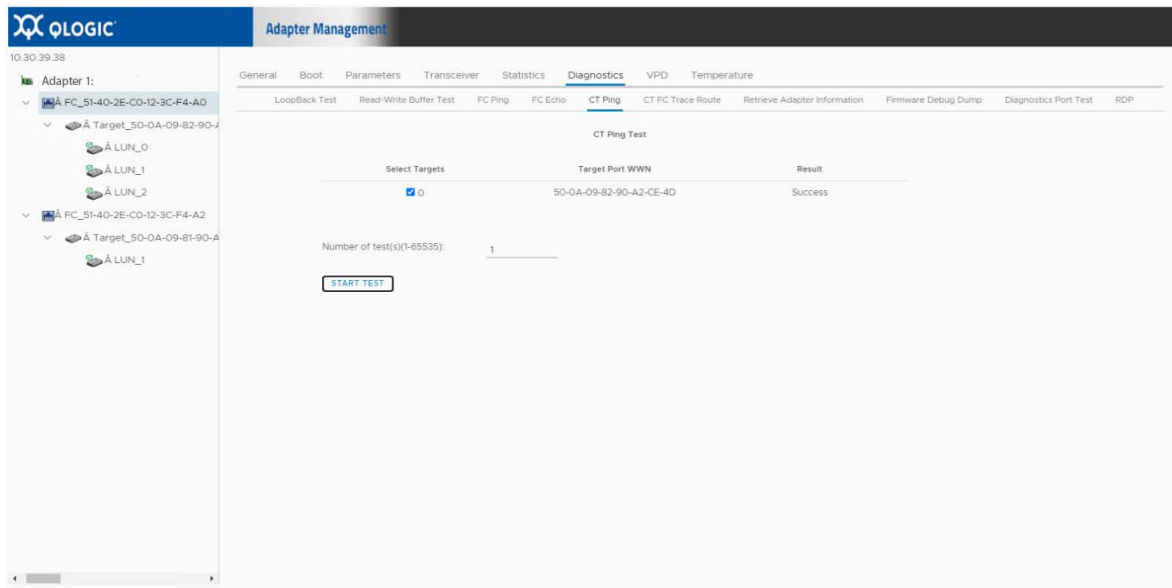 QLOGIC
Adapter Management
10.30.39.38
Adapter 1:
Â FC_51-40-2E-C0-12-3C-F4-A0
Â Target_50-0A-09-82-90-
Â LUN_0
Â LUN_1
Â LUN_2
Â FC_51-40-2E-C0-12-3C-F4-A2
Â Target_50-0A-09-81-90-A
Â LUN_1
General Boot Parameters Transceiver Statistics Diagnostics VPD Temperature
LoopBack Test Read-Write Buffer Test FC Ping FC Echo CT Ping CT FC Trace Route Retrieve Adapter Information Firmware Debug Dump Diagnostics Port Test RDP
CT Ping Test
Select Targets Target Port WWN Result
0 50-0A-09-82-90-A2-CE-4D Success
Number of test(s)(1-65535): 1
START TEST